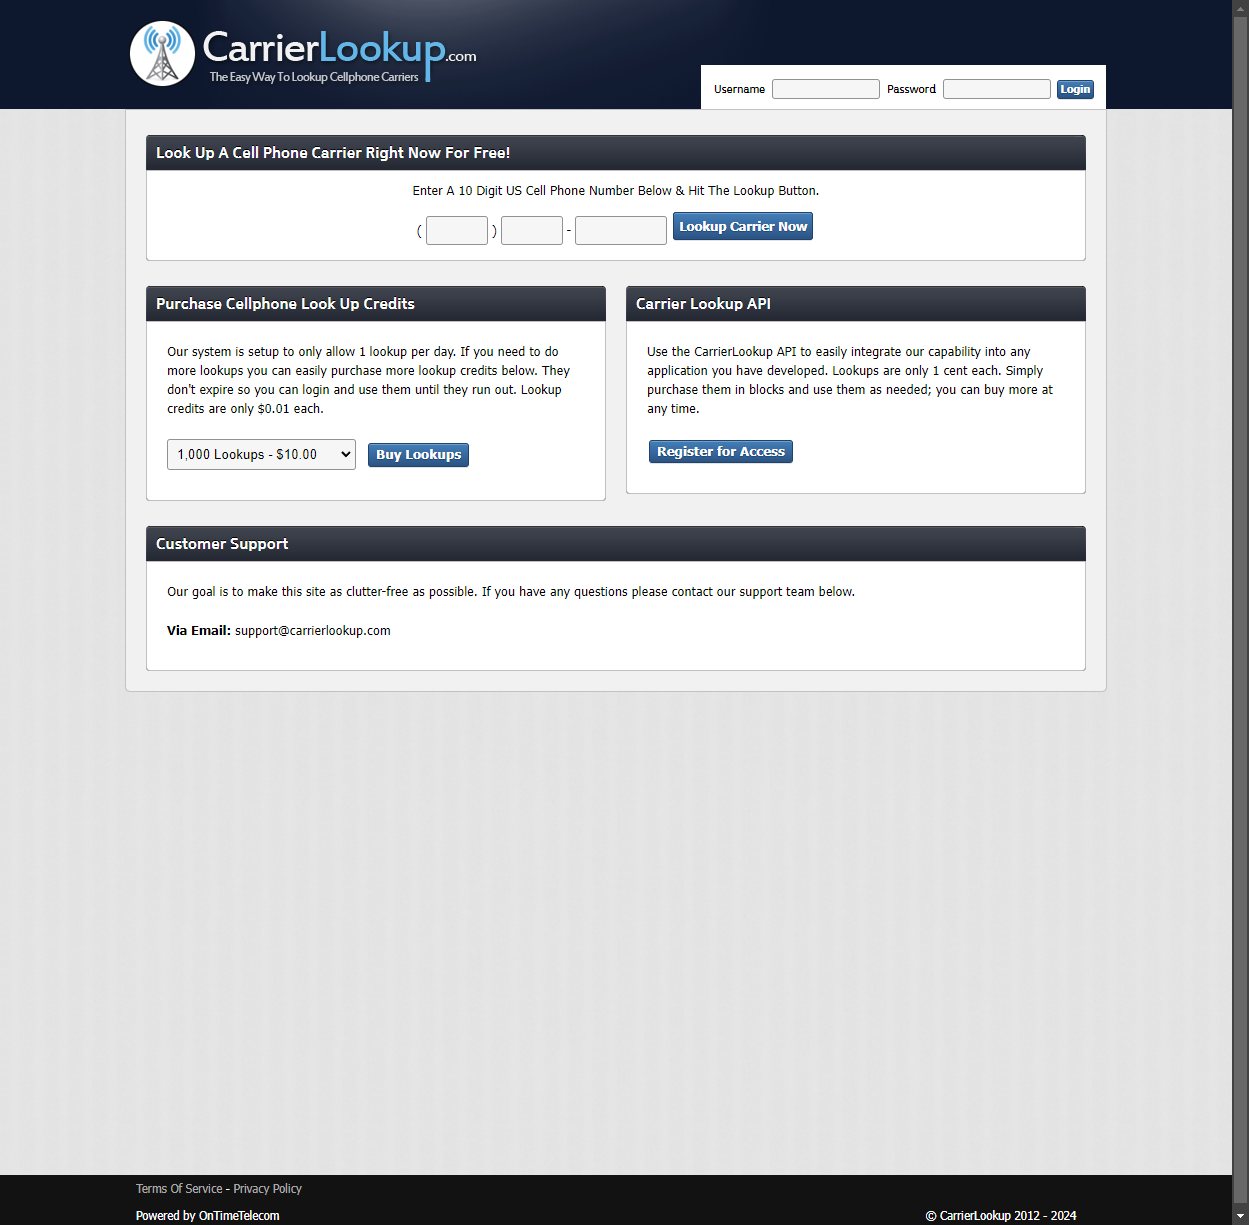 CarrierLookup.com
The Easy Way To Lookup Cellphone Carriers
Username Password Login
Look Up A Cell Phone Carrier Right Now For Free!
Enter A 10 Digit US Cell Phone Number Below & Hit The Lookup Button.
( ) - Lookup Carrier Now
Purchase Cellphone Look Up Credits
Our system is setup to only allow 1 lookup per day. If you need to do
more lookups you can easily purchase more lookup credits below. They
don't expire so you can login and use them until they run out. Lookup
credits are only $0.01 each.
1,000 Lookups - $10.00 Buy Lookups
Carrier Lookup API
Use the CarrierLookup API to easily integrate our capability into any
application you have developed. Lookups are only 1 cent each. Simply
purchase them in blocks and use them as needed; you can buy more at
any time.
Register for Access
Customer Support
Our goal is to make this site as clutter-free as possible. If you have any questions please contact our support team below.
Via Email: support@carrierlookup.com
Terms Of Service - Privacy Policy
Powered by OnTimeTelecom
© CarrierLookup 2012 - 2024